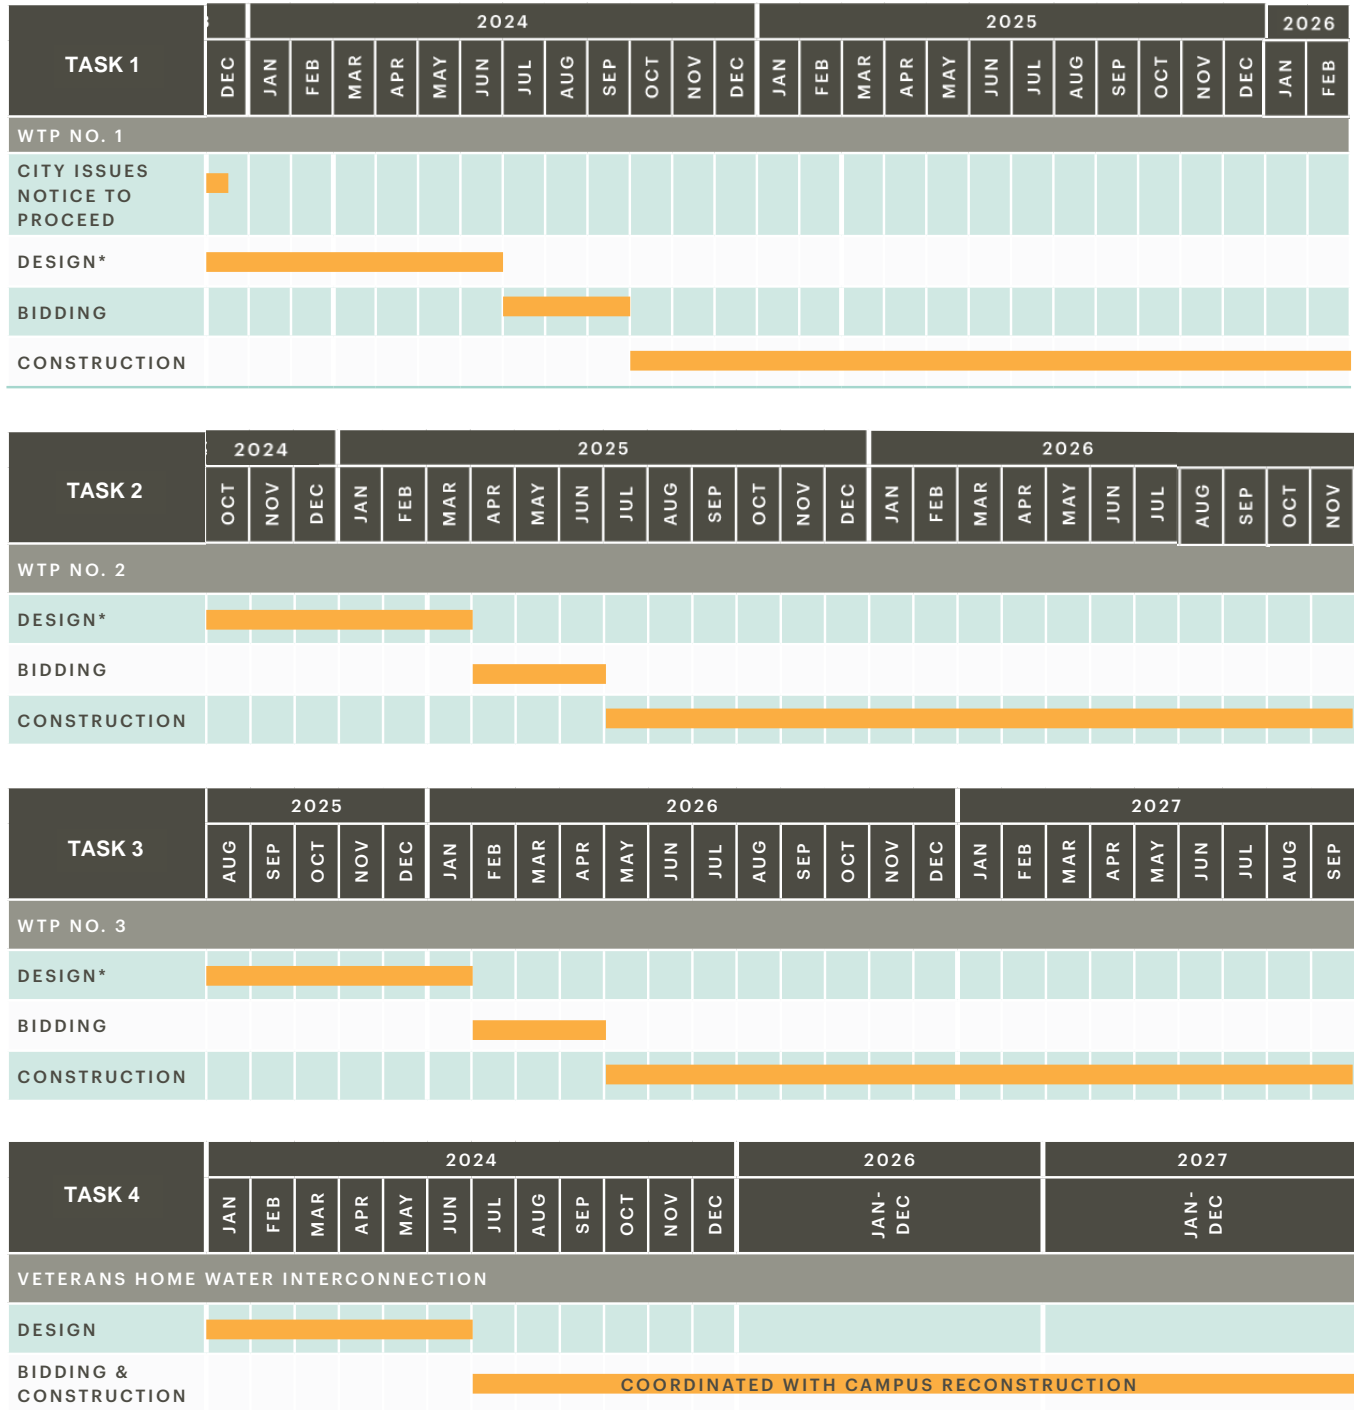 TASK 1
2024 2025 2026
DEC JAN FEB MAR APR MAY JUN JUL AUG SEP OCT NOV DEC JAN FEB MAR APR MAY JUN JUL AUG SEP OCT NOV DEC JAN FEB
WTP NO. 1
CITY ISSUES
NOTICE TO
PROCEED
DESIGN*
BIDDING
CONSTRUCTION
TASK 2
2024 2025 2026
OCT NOV DEC JAN FEB MAR APR MAY JUN JUL AUG SEP OCT NOV DEC JAN FEB MAR APR MAY JUN JUL AUG SEP OCT NOV
WTP NO. 2
DESIGN*
BIDDING
CONSTRUCTION
TASK 3
2025 2026 2027
AUG SEP OCT NOV DEC JAN FEB MAR APR MAY JUN JUL AUG SEP OCT NOV DEC JAN FEB MAR APR MAY JUN JUL AUG SEP
WTP NO. 3
DESIGN*
BIDDING
CONSTRUCTION
TASK 4
2024 2026 2027
JAN FEB MAR APR MAY JUN JUL AUG SEP OCT NOV DEC JAN-DEC JAN-DEC
VETERANS HOME WATER INTERCONNECTION
DESIGN
BIDDING &
CONSTRUCTION
COORDINATED WITH CAMPUS RECONSTRUCTION